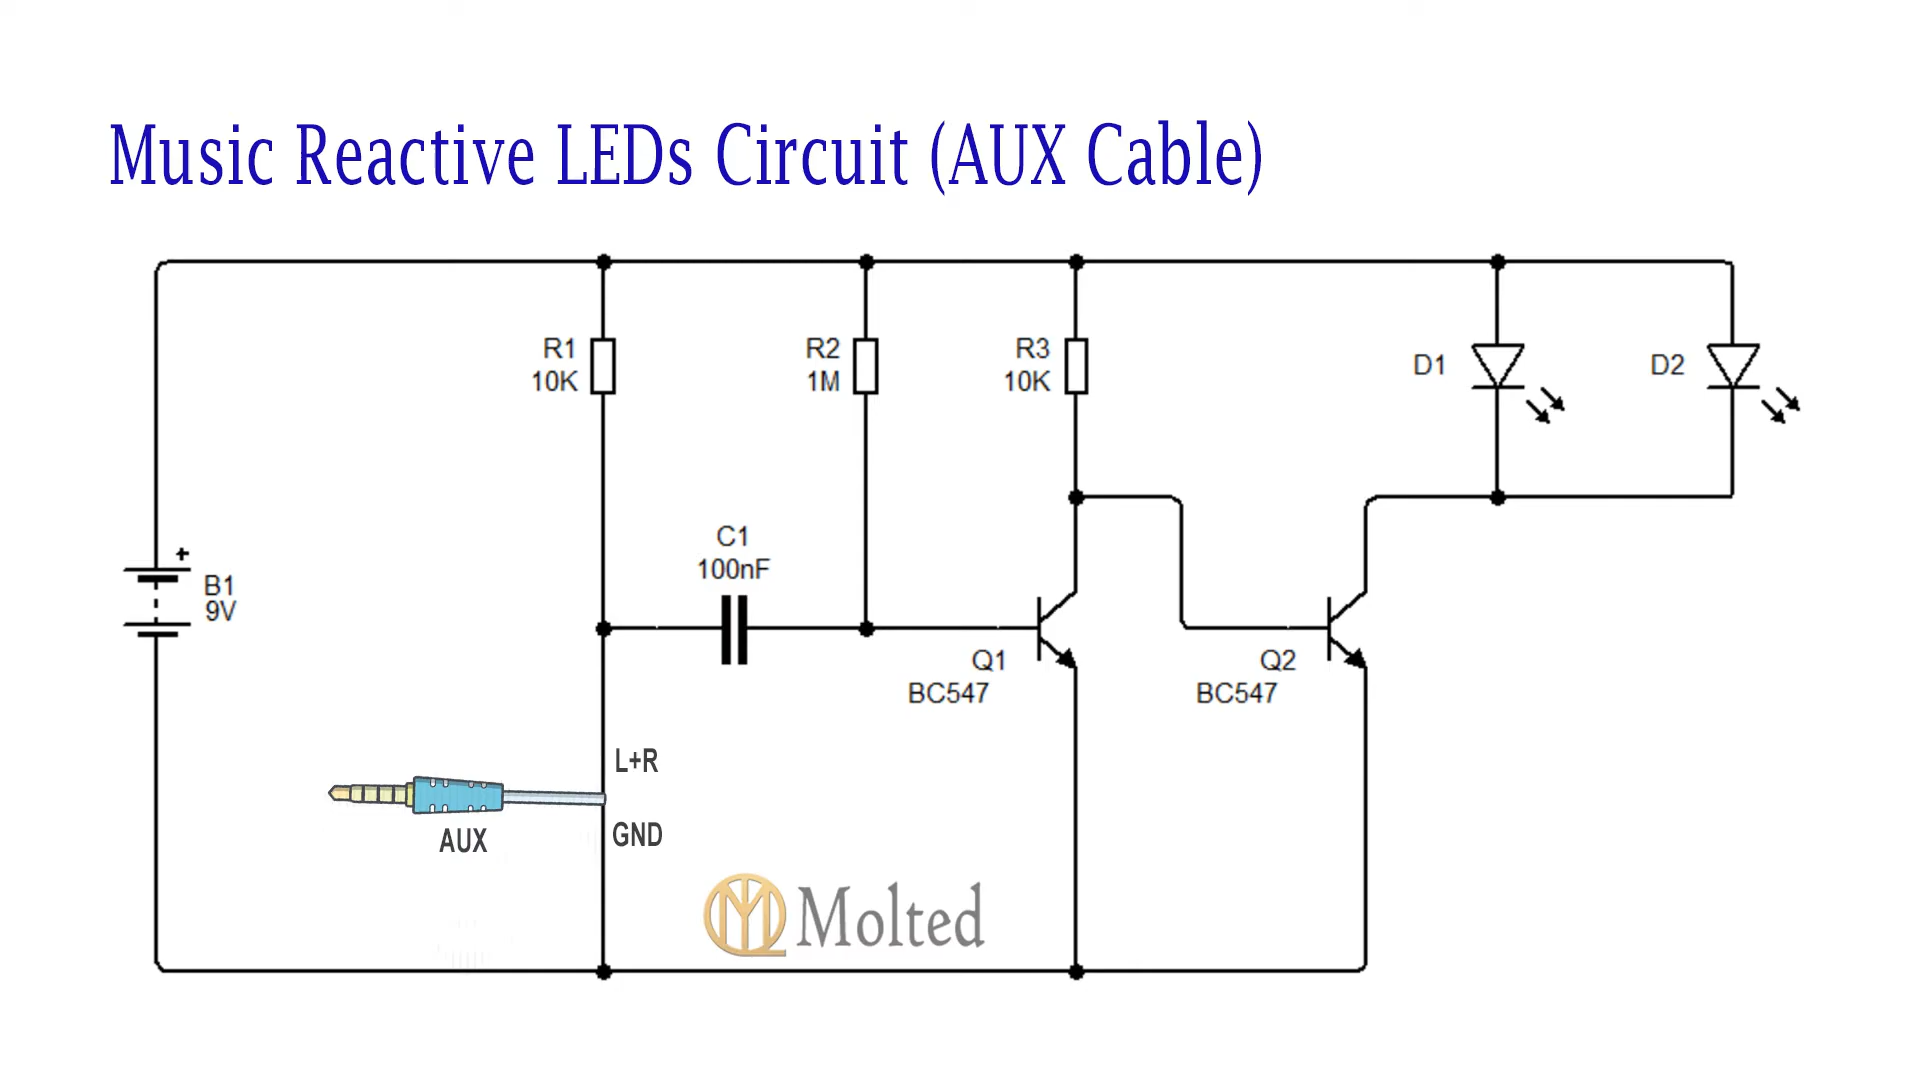 Music Reactive LEDs Circuit (AUX Cable)
R1
10K
R2
1M
R3
10K
D1
D2
C1
100nF
+
B1
9V
Q1
BC547
Q2
BC547
L+R
AUX
GND
Molted